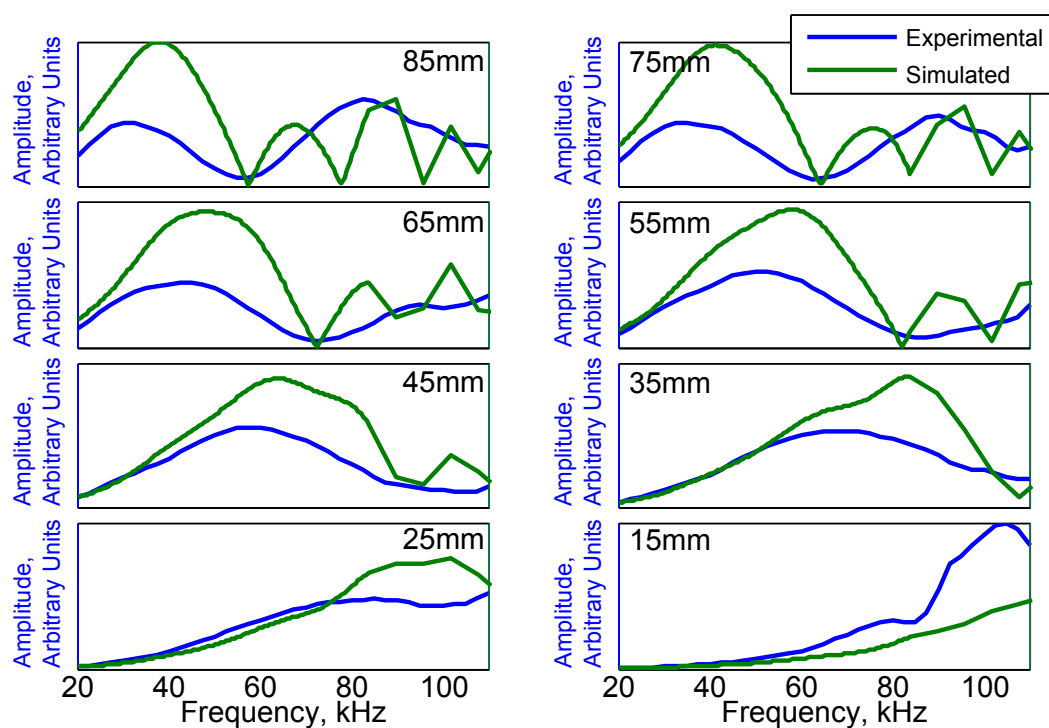 Experimental
Simulated
Amplitude,
Arbitrary Units
85mm
Amplitude,
Arbitrary Units
75mm
Amplitude,
Arbitrary Units
65mm
Amplitude,
Arbitrary Units
55mm
Amplitude,
Arbitrary Units
45mm
Amplitude,
Arbitrary Units
35mm
Amplitude,
Arbitrary Units
25mm
Amplitude,
Arbitrary Units
15mm
20 40 60 80 100
Frequency, kHz
20 40 60 80 100
Frequency, kHz